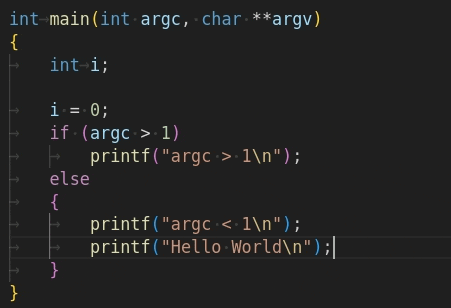 int main(int argc, char **argv)
{
	int	i;

	i = 0;
	if (argc > 1)
		printf("argc > 1\n");
	else
	{
		printf("argc < 1\n");
		printf("Hello World\n");
	}
}